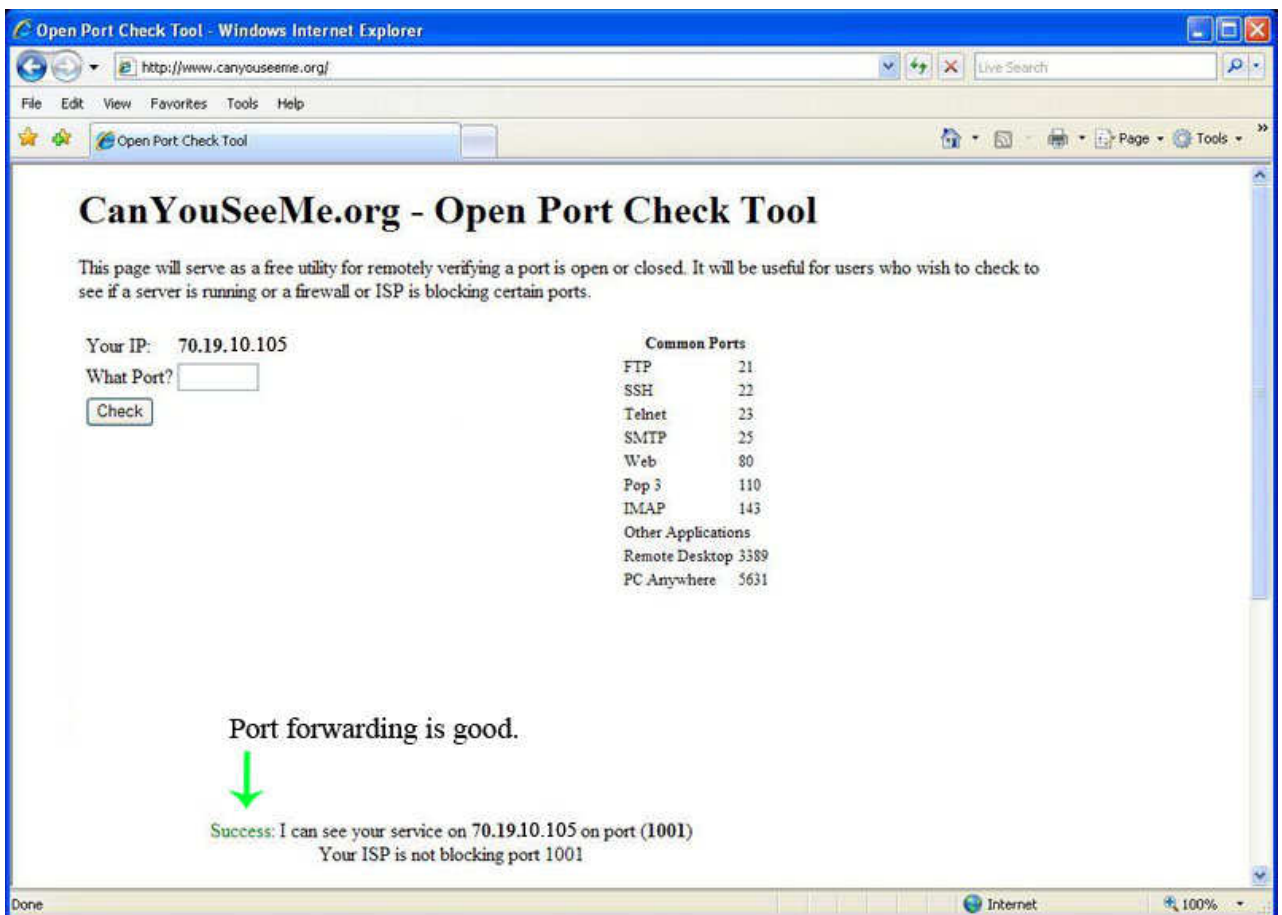 Open Port Check Tool - Windows Internet Explorer
http://www.canyouseeme.org/
Live Search
File Edit View Favorites Tools Help
Open Port Check Tool
Page Tools
CanYouSeeMe.org - Open Port Check Tool
This page will serve as a free utility for remotely verifying a port is open or closed. It will be useful for users who wish to check to
see if a server is running or a firewall or ISP is blocking certain ports.
Your IP: 70.19.10.105
What Port?
Check
Common Ports
FTP 21
SSH 22
Telnet 23
SMTP 25
Web 80
Pop 3 110
IMAP 143
Other Applications
Remote Desktop 3389
PC Anywhere 5631
Port forwarding is good.
Success: I can see your service on 70.19.10.105 on port (1001)
Your ISP is not blocking port 1001
Done
Internet
100%